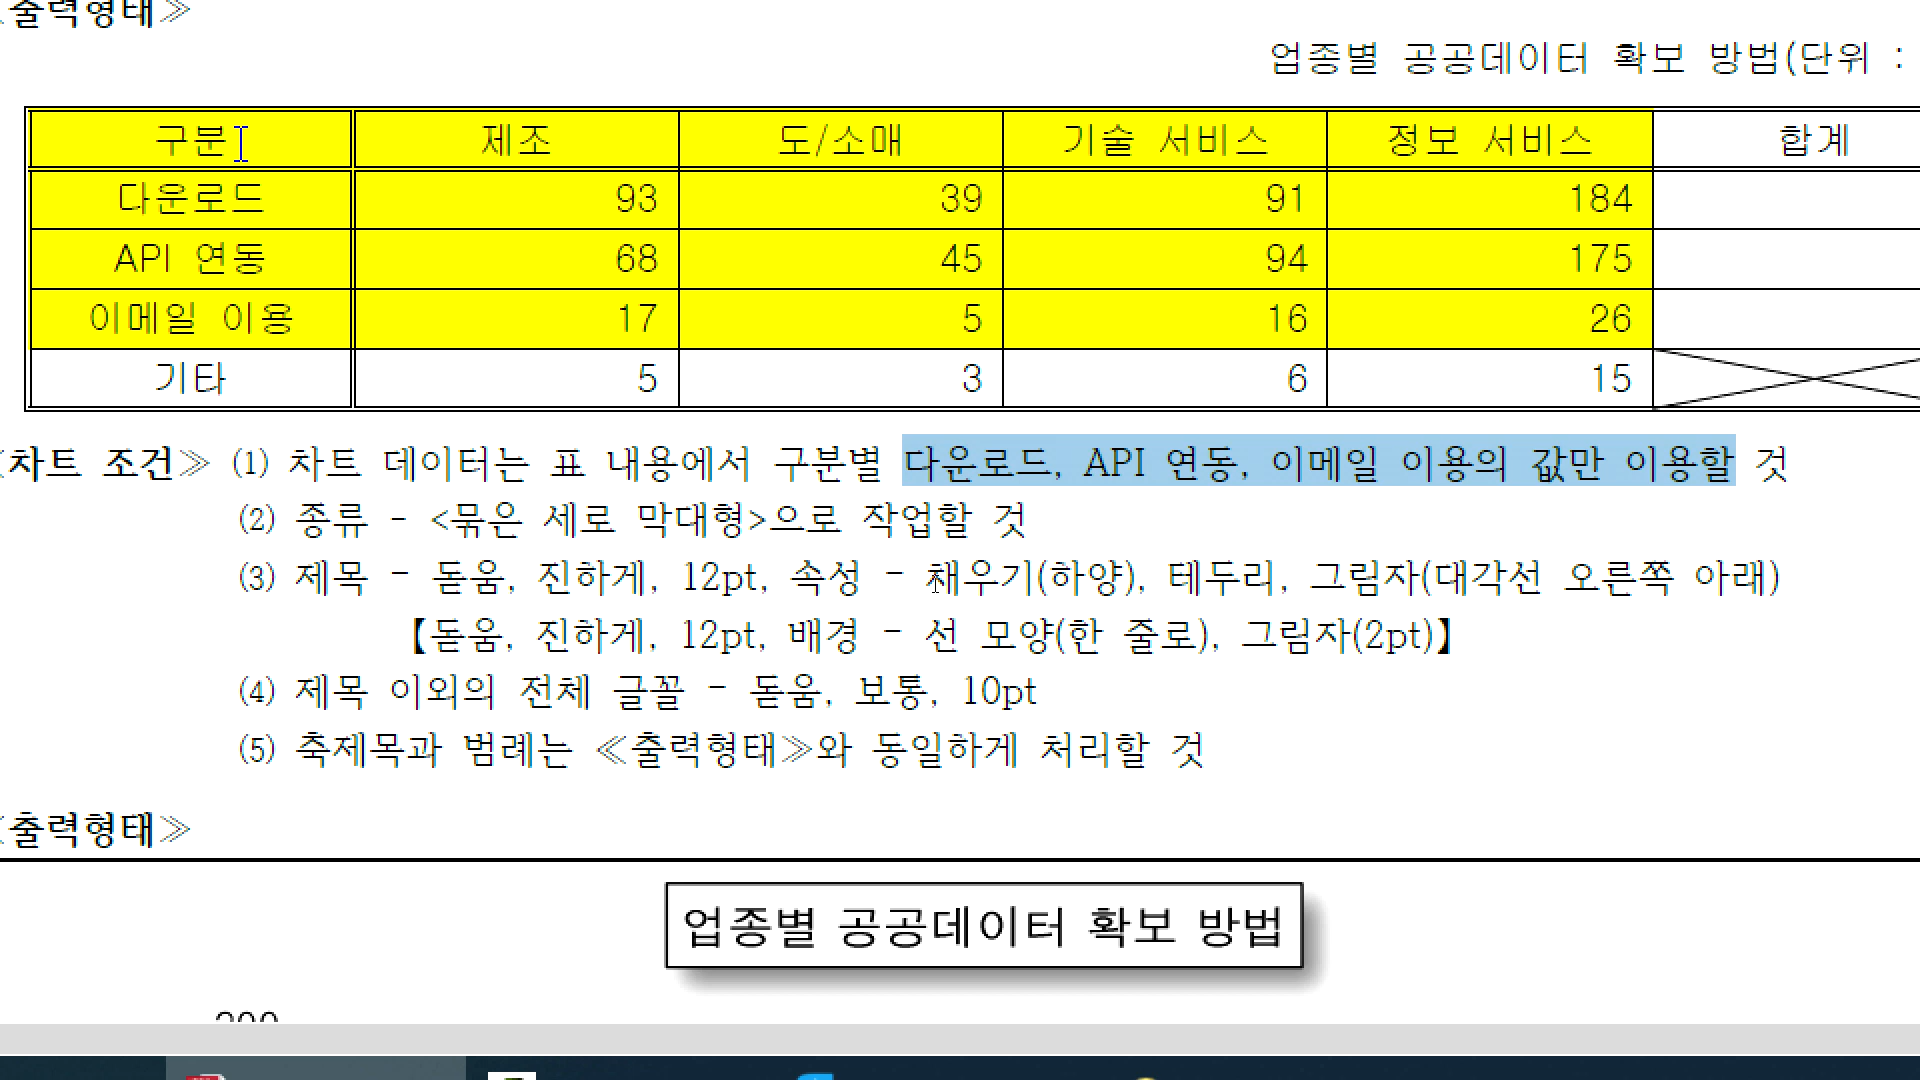 출력형태≫
업종별 공공데이터 확보 방법(단위 :
구분 제조 도/소매 기술 서비스 정보 서비스 합계
다운로드 93 39 91 184
API 연동 68 45 94 175
이메일 이용 17 5 16 26
기타 5 3 6 15
차트 조건≫ (1) 차트 데이터는 표 내용에서 구분별 다운로드, API 연동, 이메일 이용의 값만 이용할 것
(2) 종류 - <묶은 세로 막대형>으로 작업할 것
(3) 제목 - 돋움, 진하게, 12pt, 속성 - 채우기(하양), 테두리, 그림자(대각선 오른쪽 아래)
【돋움, 진하게, 12pt, 배경 - 선 모양(한 줄로), 그림자(2pt)】
(4) 제목 이외의 전체 글꼴 - 돋움, 보통, 10pt
(5) 축제목과 범례는 ≪출력형태≫와 동일하게 처리할 것
출력형태≫
업종별 공공데이터 확보 방법